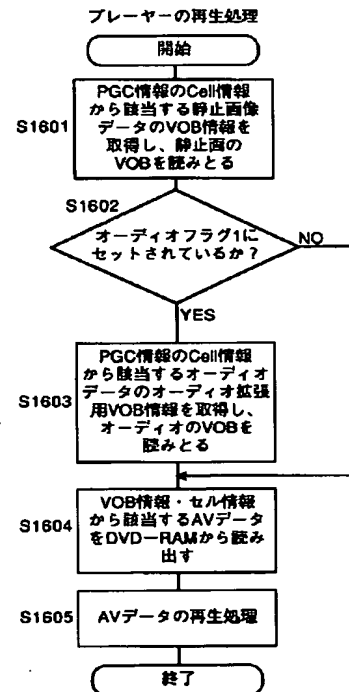 プレーヤーの再生処理
開始
PGC情報のCell情報
から該当する静止画像
データのVOB情報を
取得し、静止画の
VOBを読みとる
S1601
S1602
オーディオフラグ1に
セットされているか？
NO
YES
PGC情報のCell情報
から該当するオーディオ
データのオーディオ拡張
用VOB情報を取得し、
オーディオのVOBを
読みとる
S1603
VOB情報・セル情報
から該当するAVデータ
をDVD－RAMから読み
出す
S1604
S1605
AVデータの再生処理
終了